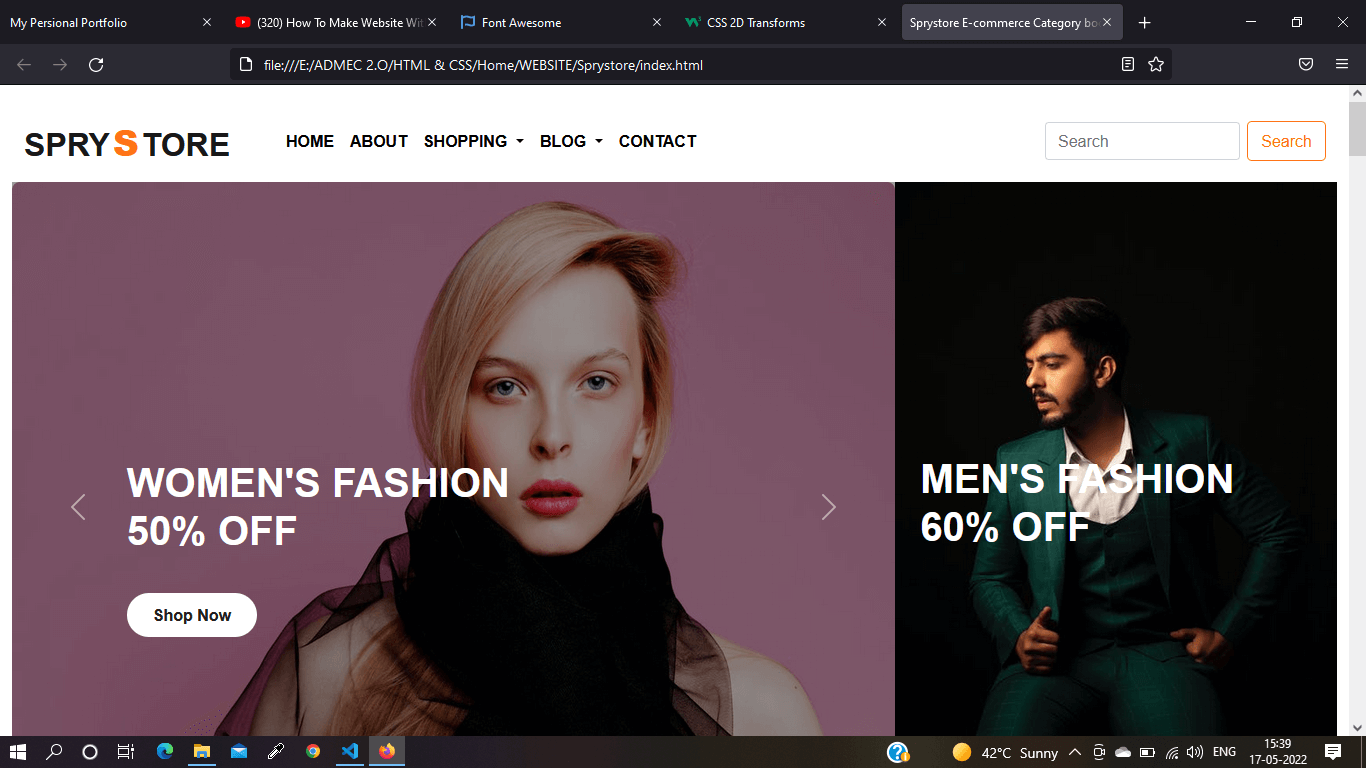 My Persional Portfolio
(320) How To Make Website Wit
Font Awesome
CSS 2D Transforms
Sprystore E-commerce Category bo
file:///E:/ADMEC 2.O/HTML & CSS/Home/WEBSITE/Sprystore/index.html
SPRYSTORE
HOME ABOUT SHOPPING BLOG CONTACT
Search
Search
WOMEN'S FASHION
50% OFF
Shop Now
MEN'S FASHION
60% OFF
42°C Sunny
ENG
15:39
17-05-2022